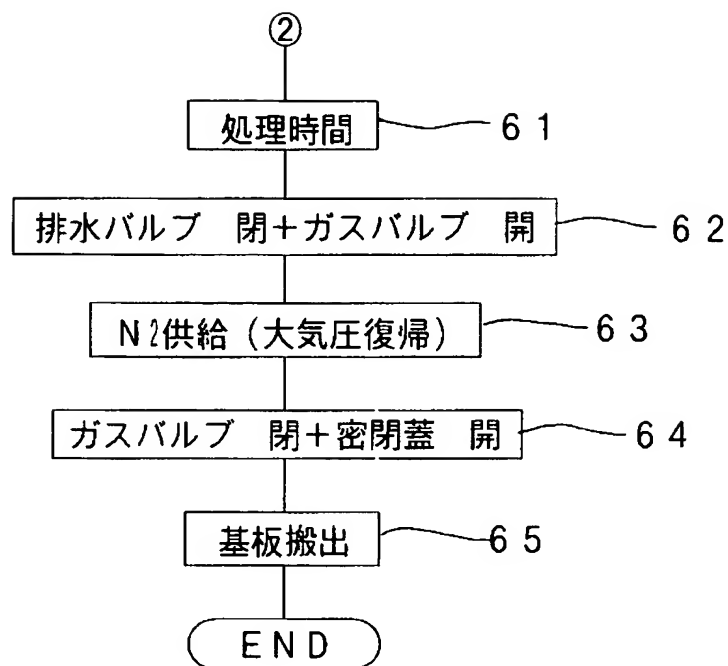 ②
処理時間 61
排水バルブ 閉+ガスバルブ 開 62
N2供給(大気圧復帰) 63
ガスバルブ 閉+密閉蓋 開 64
基板搬出 65
END